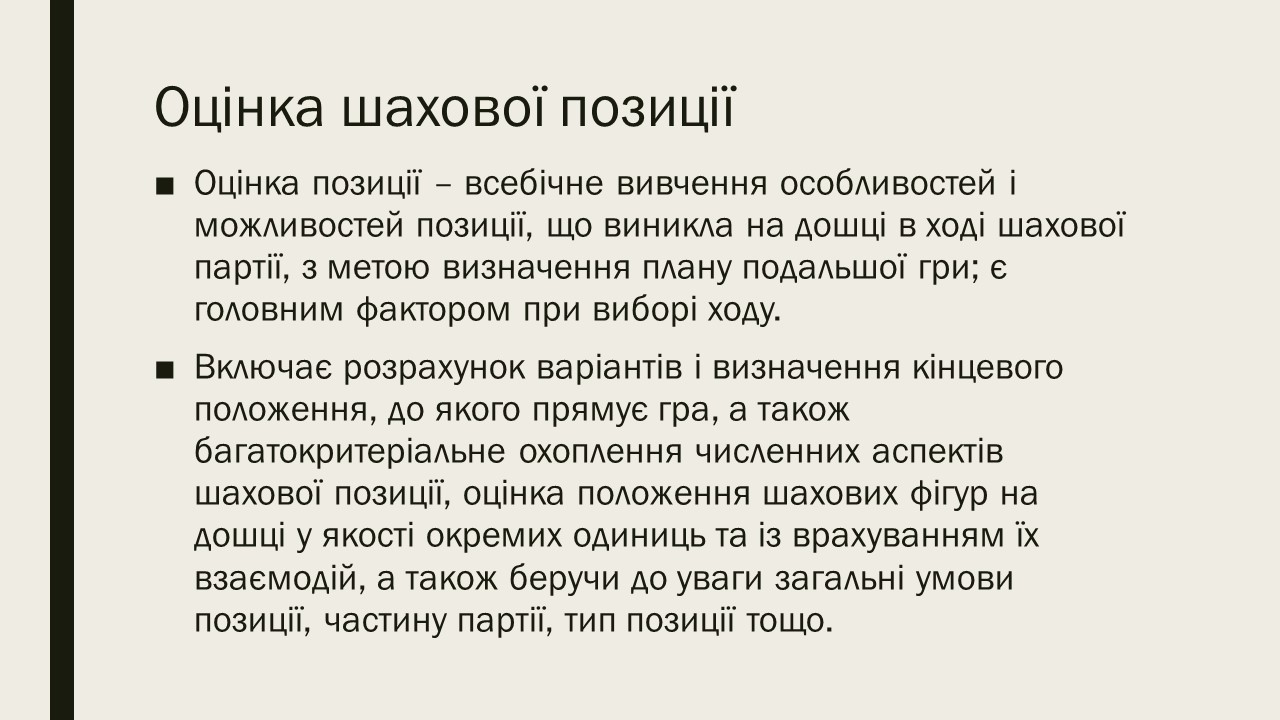 Оцінка шахової позиції
▪ Оцінка позиції – всебічне вивчення особливостей і
можливостей позиції, що виникла на дошці в ході шахової
партії, з метою визначення плану подальшої гри; є
головним фактором при виборі ходу.
▪ Включає розрахунок варіантів і визначення кінцевого
положення, до якого прямує гра, а також
багатокритеріальне охоплення численних аспектів
шахової позиції, оцінка положення шахових фігур на
дошці у якості окремих одиниць та із врахуванням їх
взаємодій, а також беручи до уваги загальні умови
позиції, частину партії, тип позиції тощо.